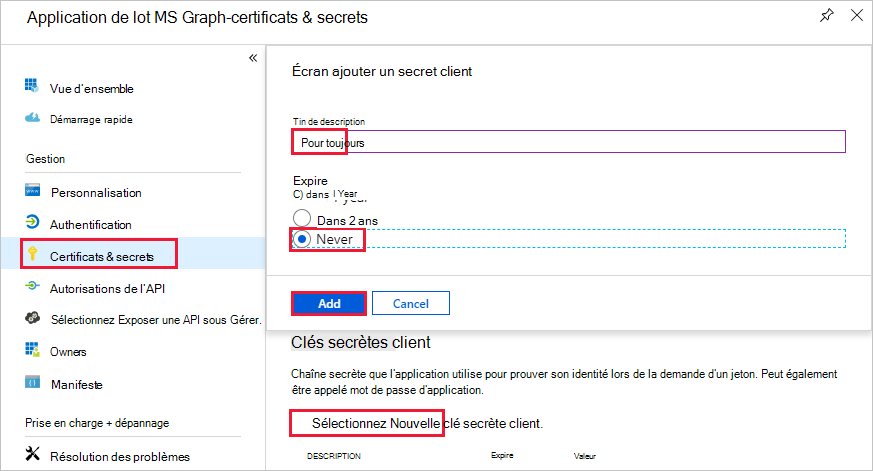 Application de lot MS Graph-certificats & secrets
«
Vue d'ensemble
Démarrage rapide
Gestion
Personnalisation
Authentification
Certificats & secrets
Autorisations de l'API
Sélectionnez Exposer une API sous Gérer.
Owners
Manifeste
Prise en charge + dépannage
Résolution des problèmes
Écran ajouter un secret client
Tin de description
Pour toujours
Expire
C) dans 1 Year
Dans 2 ans
Never
Add
Cancel
Clés secrètes client
Chaîne secrète que l'application utilise pour prouver son identité lors de la demande d'un jeton. Peut également
être appelé mot de passe d'application.
Sélectionnez Nouvelle clé secrète client.
DESCRIPTION Expire Valeur